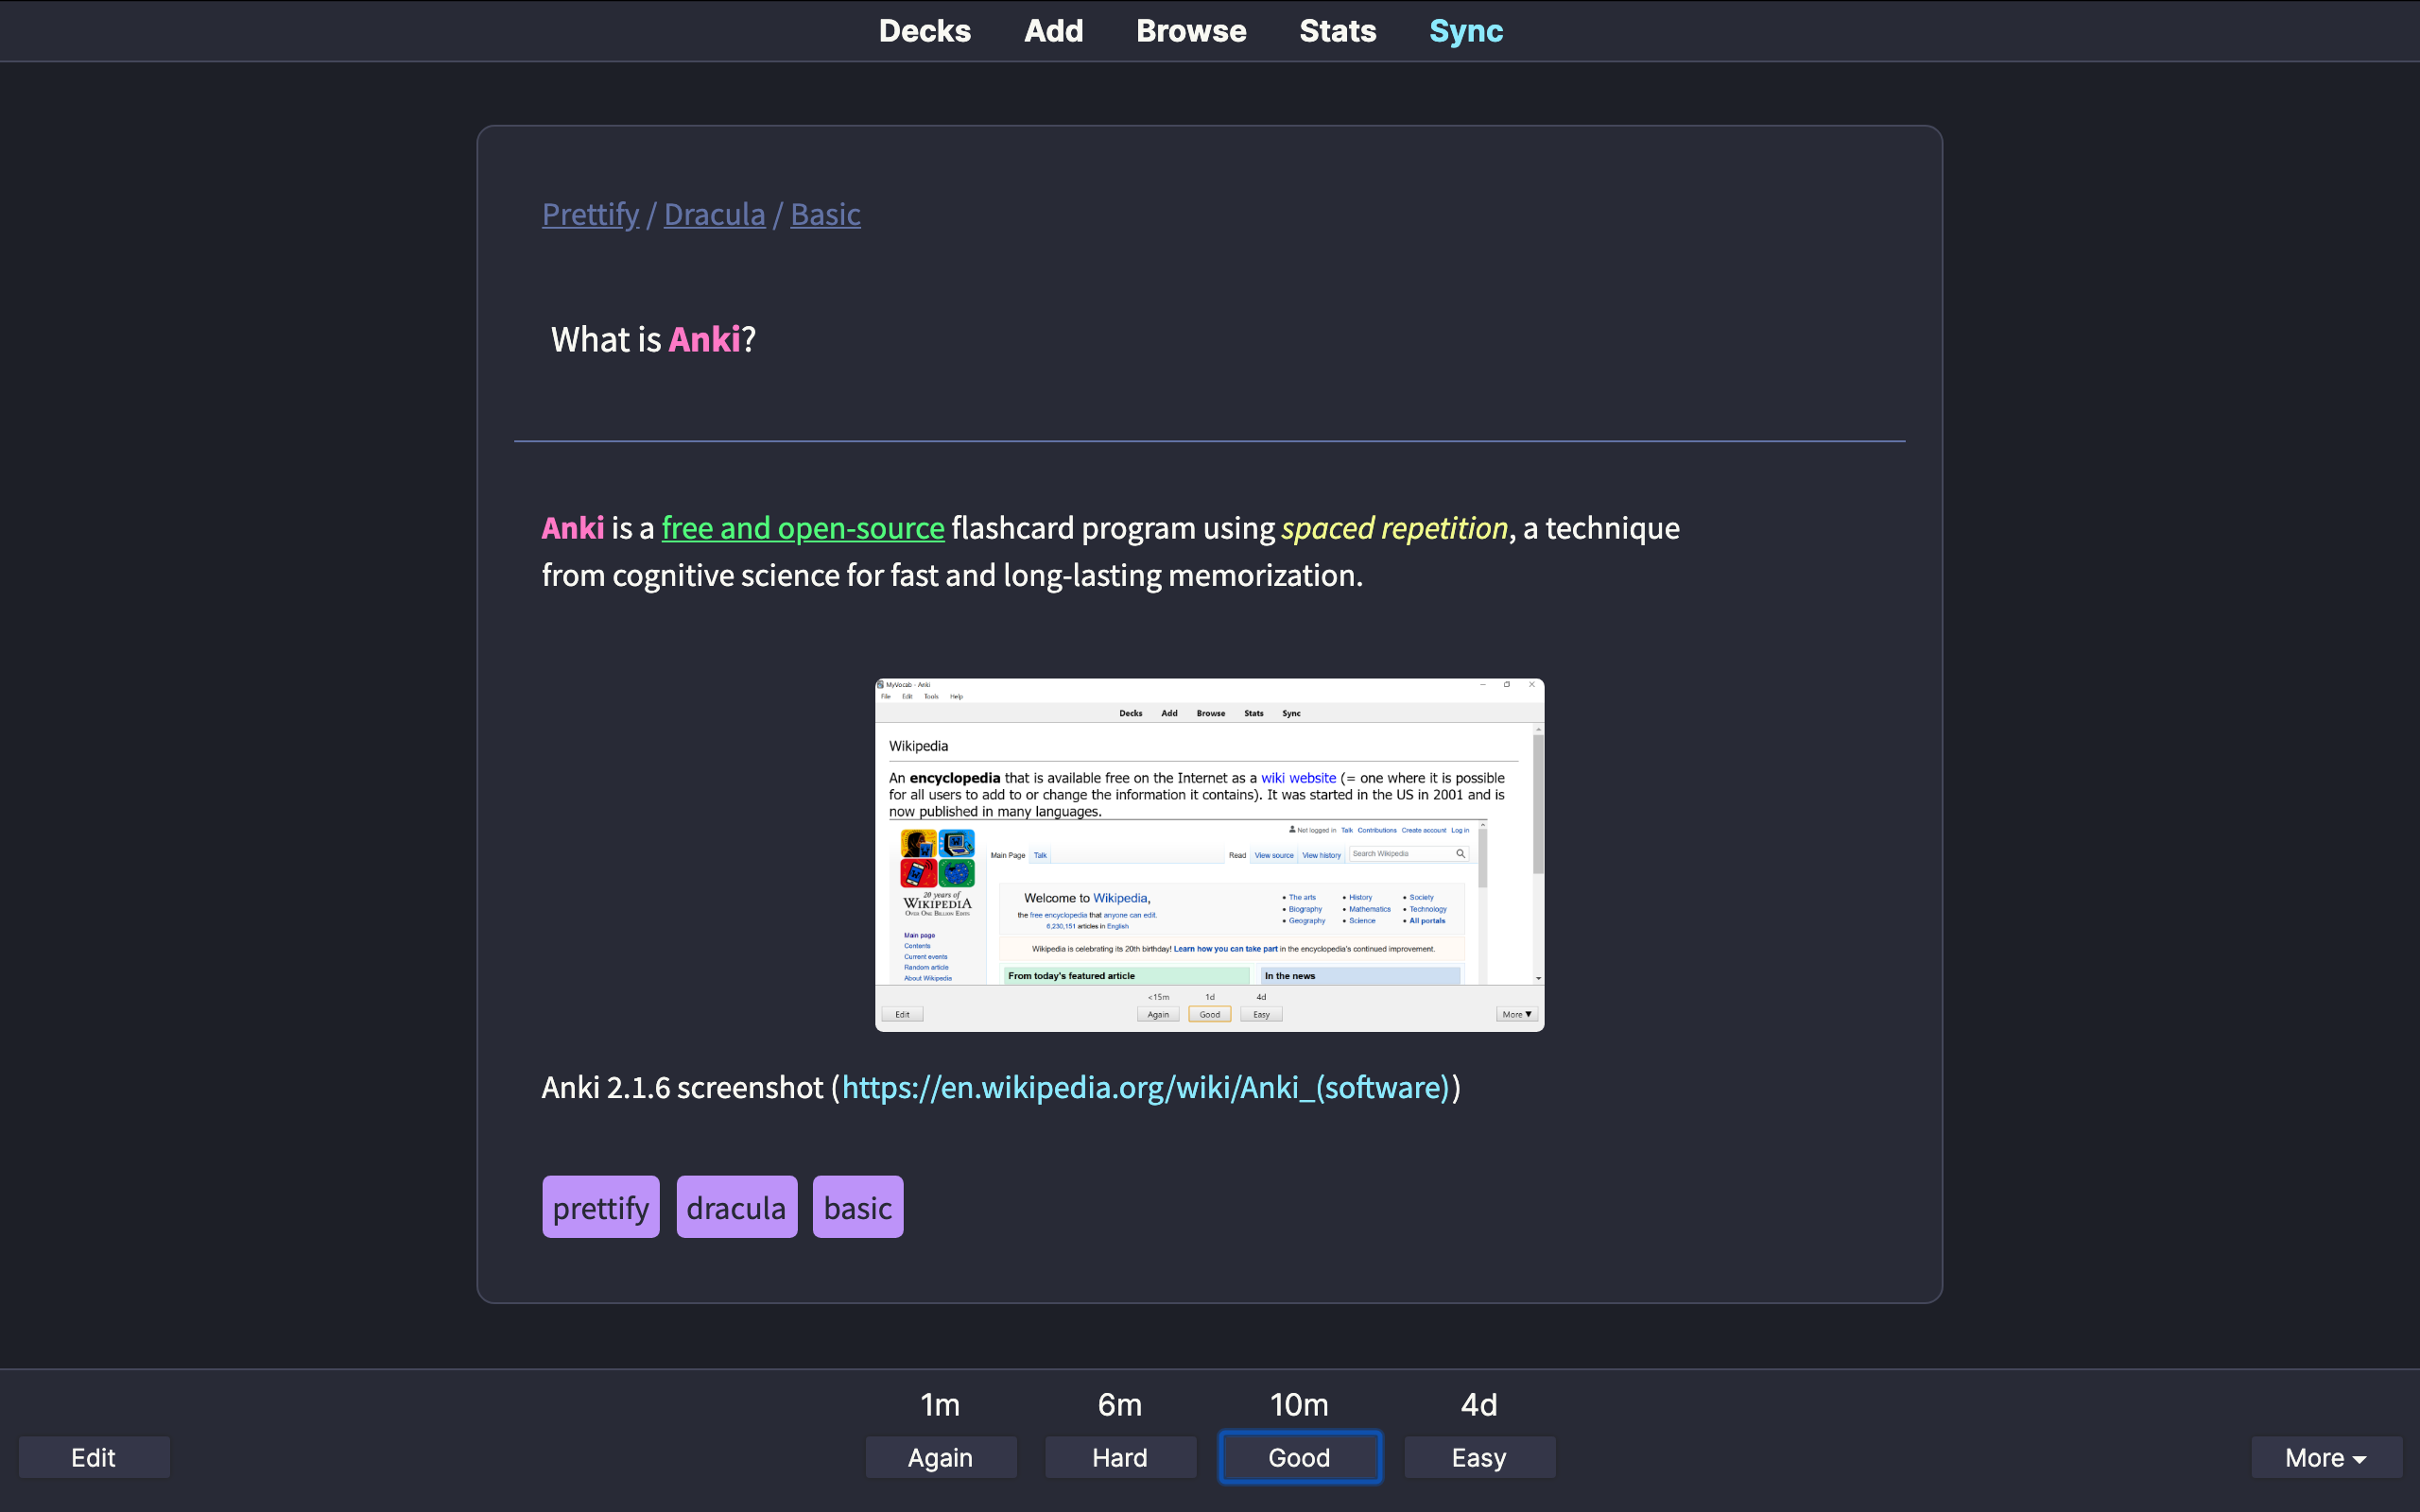 Decks Add Browse Stats Sync
Prettify / Dracula / Basic
What is Anki?
Anki is a free and open-source flashcard program using spaced repetition, a technique
from cognitive science for fast and long-lasting memorization.
MyVocab - Anki
File Edit Tools Help
Decks Add Browse Stats Sync
Wikipedia
An encyclopedia that is available free on the Internet as a wiki website (= one where it is possible
for all users to add to or change the information it contains). It was started in the US in 2001 and is
now published in many languages.
Not logged in Talk Contributions Create account Log in
Main Page Talk Read View source View history Search Wikipedia
20 years of
WIKIPEDIA
Over One Billion Edits
Main page
Contents
Current events
Random article
About Wikipedia
Welcome to Wikipedia,
the free encyclopedia that anyone can edit.
6,230,151 articles in English
• The arts • History • Society
• Biography • Mathematics • Technology
• Geography • Science • All portals
Wikipedia is celebrating its 20th birthday! Learn how you can take part in the encyclopedia's continued improvement.
From today's featured article In the news
<15m 1d 4d
Edit Again Good Easy More ▼
Anki 2.1.6 screenshot (https://en.wikipedia.org/wiki/Anki_(software))
prettify dracula basic
1m 6m 10m 4d
Edit Again Hard Good Easy More